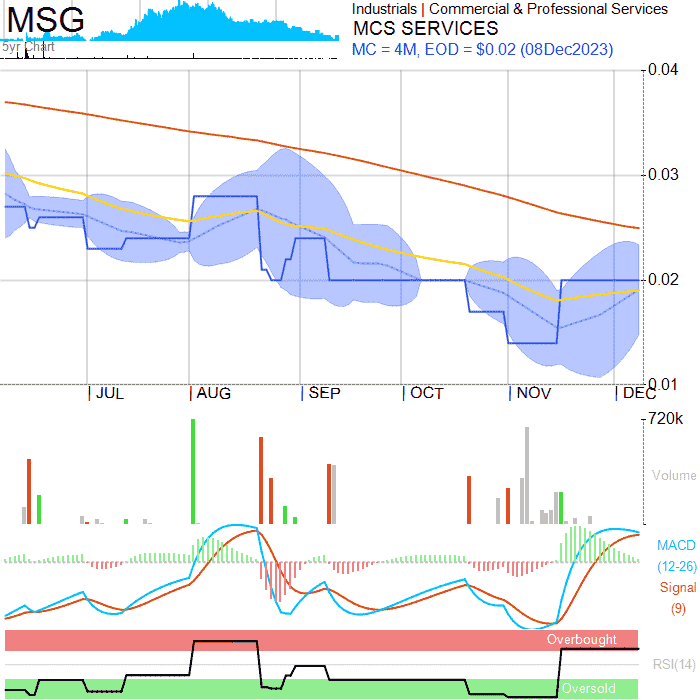 MSG
5yr Chart
Industrials | Commercial & Professional Services
MCS SERVICES
MC = 4M, EOD = $0.02 (08Dec2023)
0.04
0.03
0.02
0.01
JUL
AUG
SEP
OCT
NOV
DEC
720k
Volume
MACD
(12-26)
Signal
(9)
Overbought
RSI(14)
Oversold